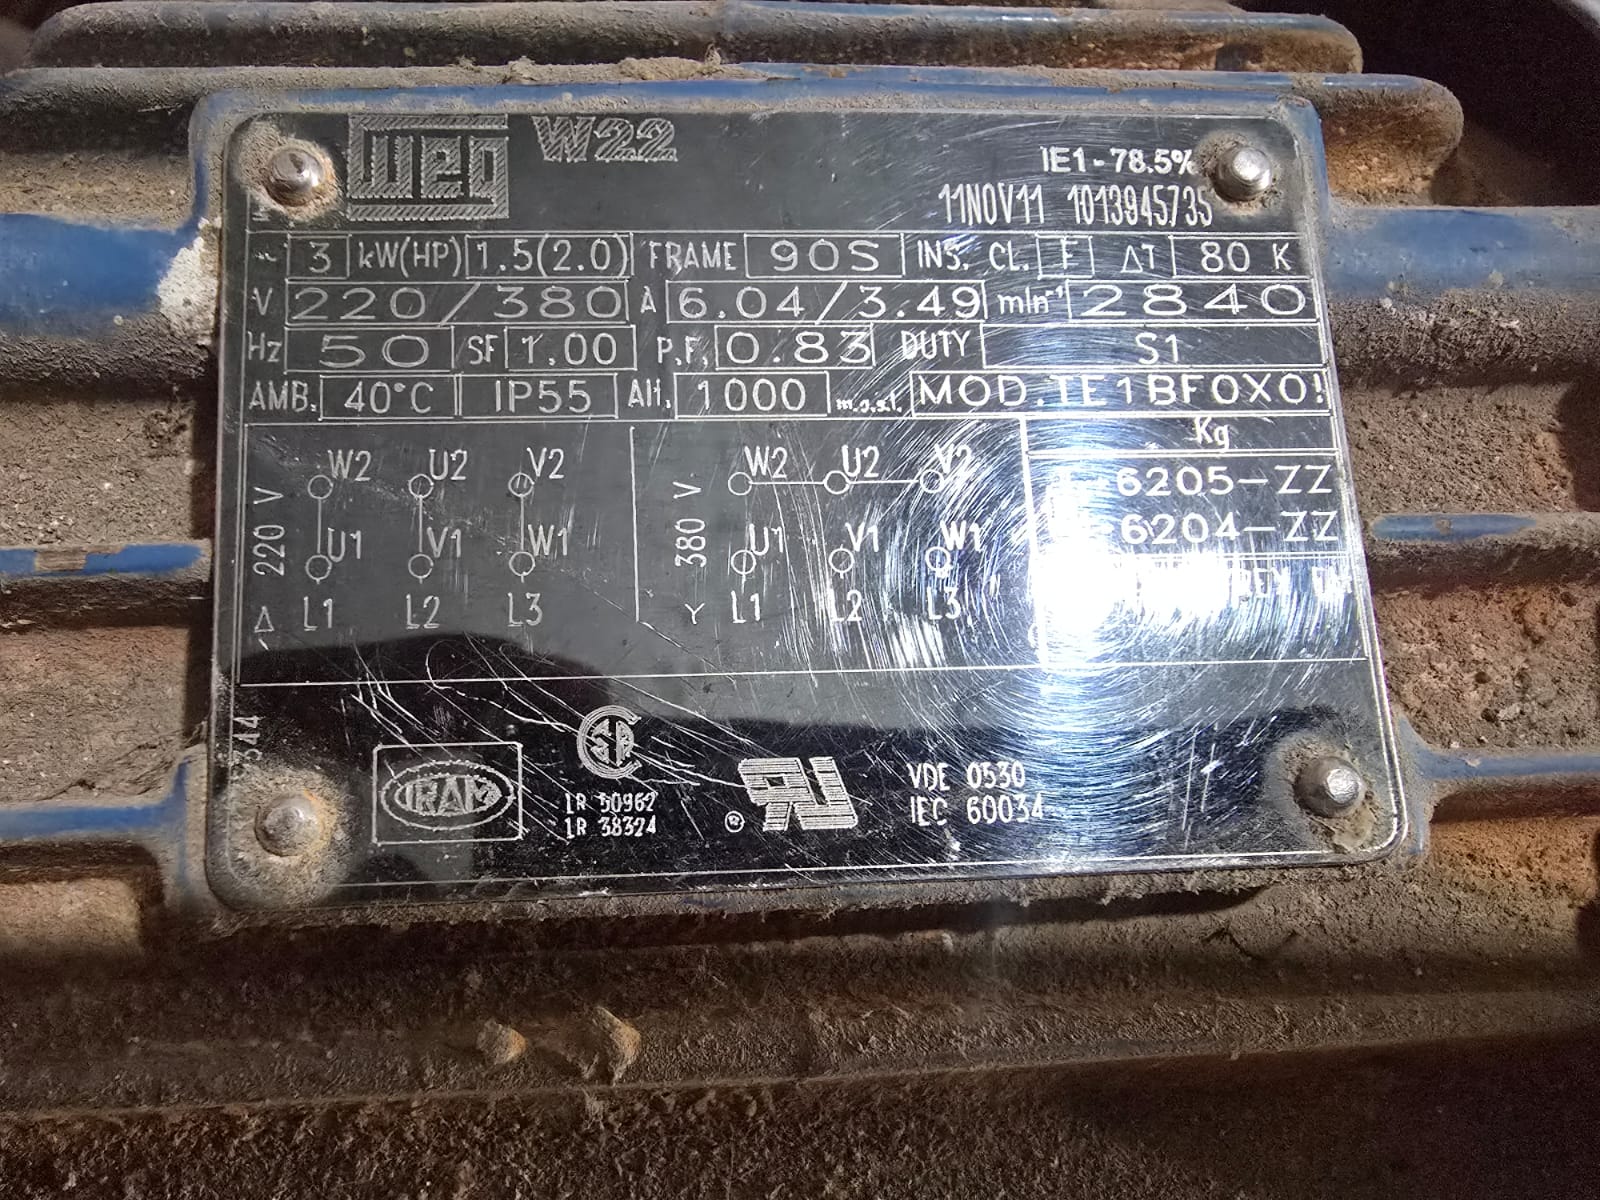 WEG W22
IE1-78.5%
11NOV11 1013945735
~ 3 kW(HP) 1.5(2.0) FRAME 90S INS. CL. F ΔT 80 K
V 220/380 A 6.04/3.49 min⁻¹ 2840
Hz 50 SF 1.00 P.F. 0.83 DUTY S1
AMB. 40°C IP55 Alt. 1000 m.a.s.l. MOD.TE1BF0X0!
Kg
W2 U2 V2
220 V
U1 V1 W1
Δ L1 L2 L3
W2 U2 V2
380 V
U1 V1 W1
Y L1 L2 L3
6205-ZZ
6204-ZZ
IRAM
LR 50962
LR 38324
VDE 0530
IEC 60034